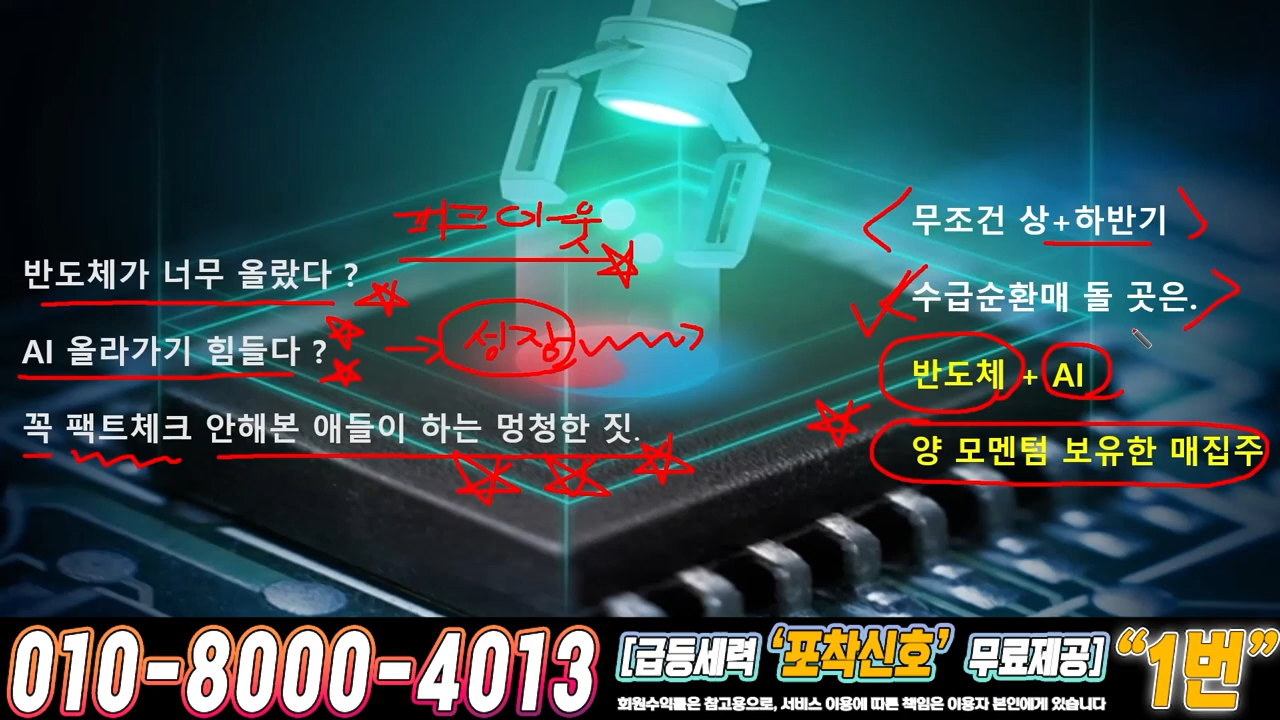 피크아웃
반도체가 너무 올랐다 ?
AI 올라가기 힘들다 ?
성장
꼭 팩트체크 안해본 애들이 하는 멍청한 짓.
무조건 상+하반기
수급순환매 돌 곳은.
반도체 + AI
양 모멘텀 보유한 매집주
010-8000-4013
[급등세력 '포착신호' 무료제공] "1번"
회원수익률은 참고용으로, 서비스 이용에 따른 책임은 이용자 본인에게 있습니다